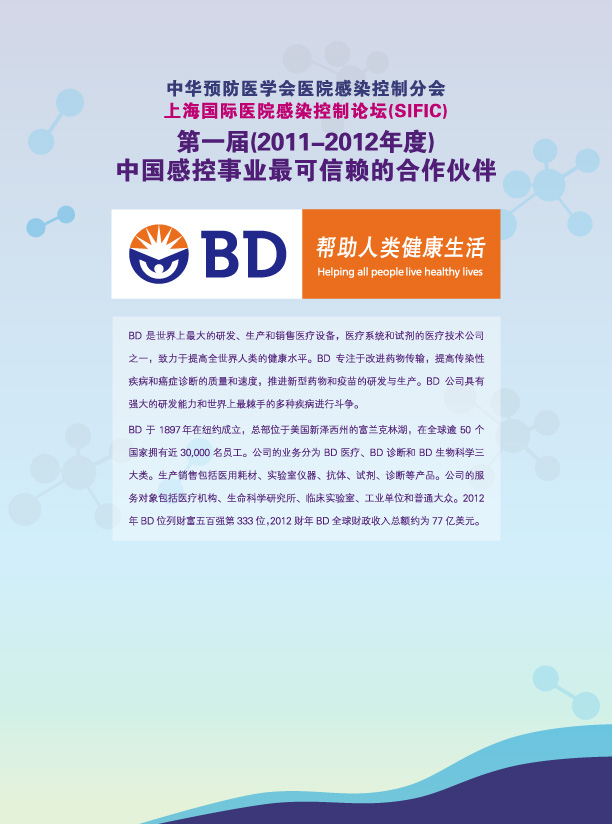 中华预防医学会医院感染控制分会
上海国际医院感染控制论坛(SIFIC)
第一届(2011-2012年度)
中国感控事业最可信赖的合作伙伴
BD
帮助人类健康生活
Helping all people live healthy lives
BD 是世界上最大的研发、生产和销售医疗设备，医疗系统和试剂的医疗技术公司
之一，致力于提高全世界人类的健康水平。BD 专注于改进药物传输，提高传染性
疾病和癌症诊断的质量和速度，推进新型药物和疫苗的研发与生产。BD 公司具有
强大的研发能力和世界上最棘手的多种疾病进行斗争。
BD 于 1897 年在纽约成立，总部位于美国新泽西州的富兰克林湖，在全球逾 50 个
国家拥有近 30,000 名员工。公司的业务分为 BD 医疗、BD 诊断和 BD 生物科学三
大类。生产销售包括医用耗材、实验室仪器、抗体、试剂、诊断等产品。公司的服
务对象包括医疗机构、生命科学研究所、临床实验室、工业单位和普通大众。2012
年 BD 位列财富五百强第 333 位,2012 财年 BD 全球财政收入总额约为 77 亿美元。